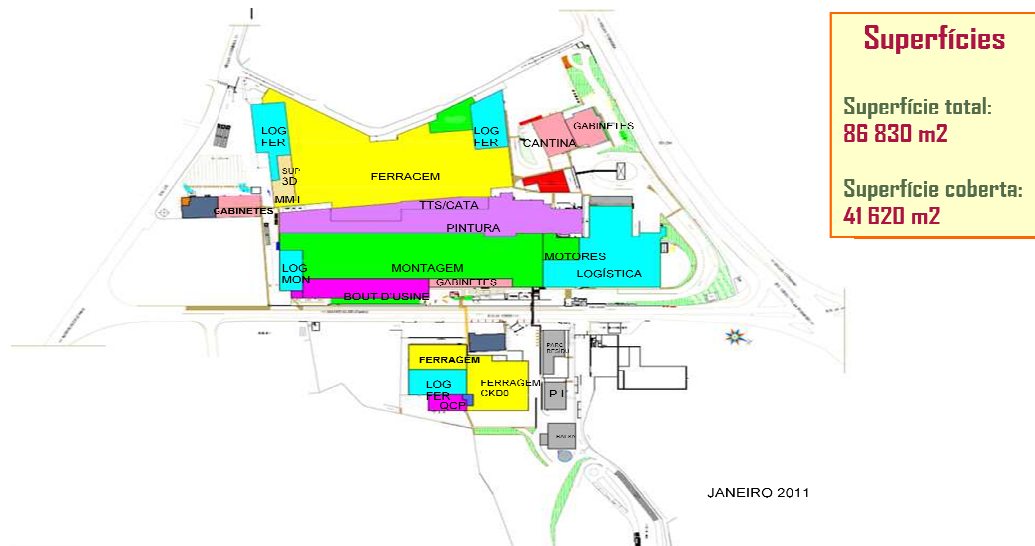 Superfícies
Superfície total:
86 830 m2
Superfície coberta:
41 620 m2
LOG
FER
LOG
FER
GABINETES
CANTINA
SUP
3D
FERRAGEM
MMI
GABINETES
TTS/CATA
PINTURA
MOTORES
LOG
MON
MONTAGEM
LOGÍSTICA
GABINETES
BOUT D'USINE
FERRAGEM
LOG
FER
FERRAGEM
CKD0
QCP
PARC
P I
JANEIRO 2011